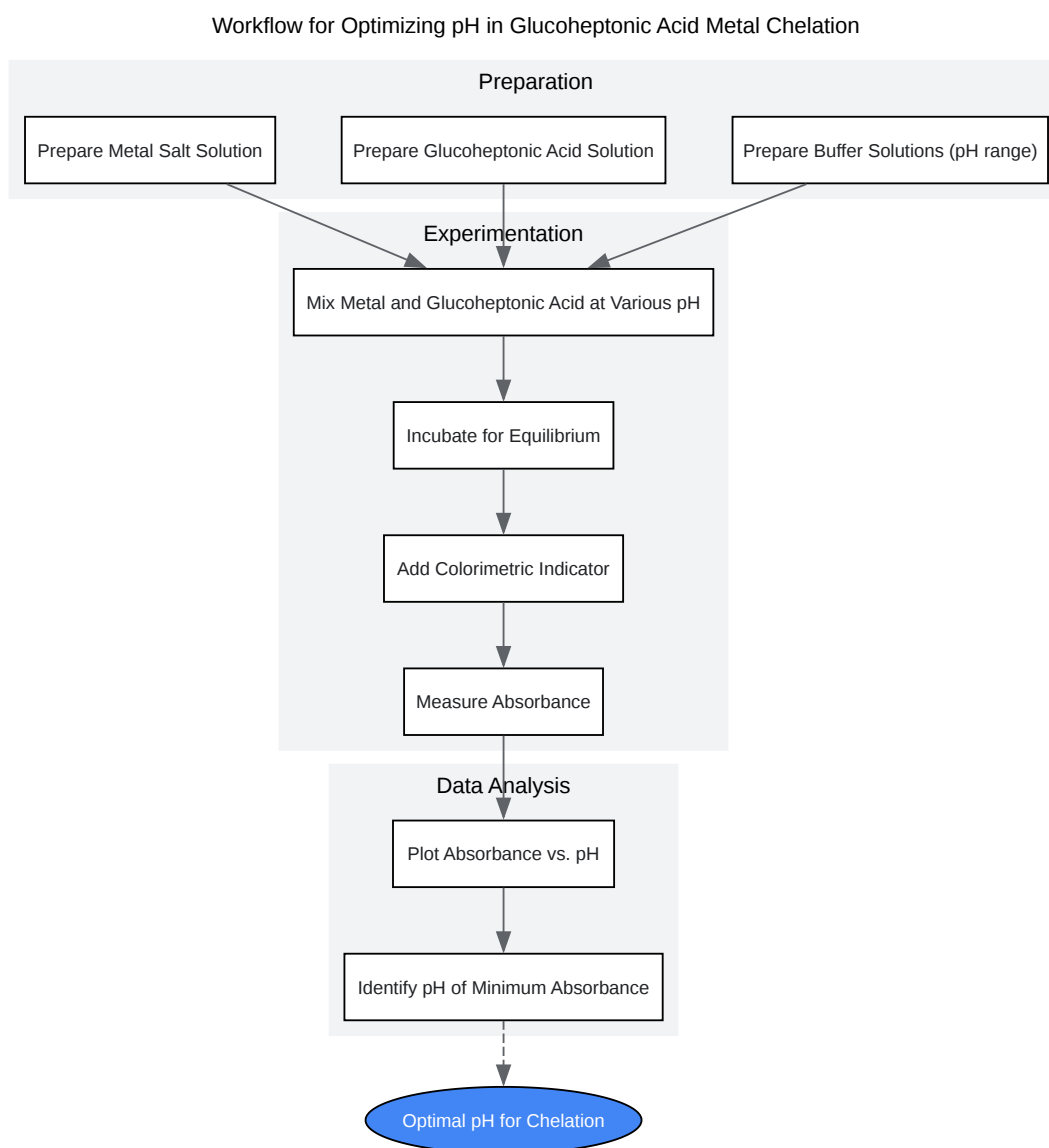 Workflow for Optimizing pH in Glucoheptonic Acid Metal Chelation
Preparation
Prepare Metal Salt Solution
Prepare Glucoheptonic Acid Solution
Prepare Buffer Solutions (pH range)
Experimentation
Mix Metal and Glucoheptonic Acid at Various pH
Incubate for Equilibrium
Add Colorimetric Indicator
Measure Absorbance
Data Analysis
Plot Absorbance vs. pH
Identify pH of Minimum Absorbance
Optimal pH for Chelation